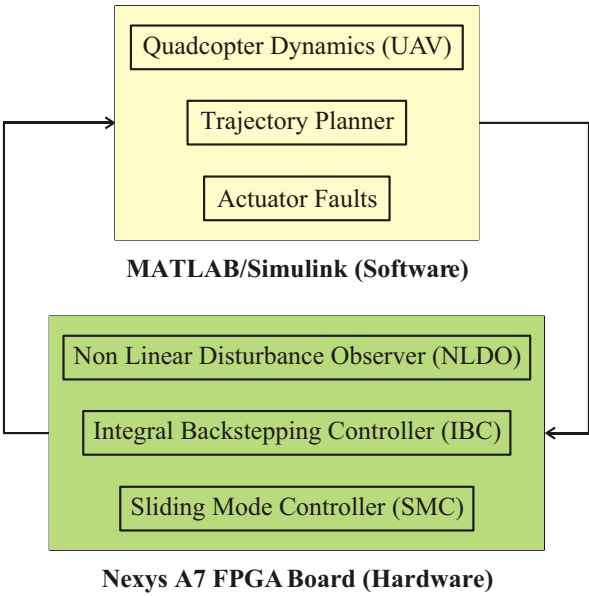 Quadcopter Dynamics (UAV)
Trajectory Planner
Actuator Faults
MATLAB/Simulink (Software)
Non Linear Disturbance Observer (NLDO)
Integral Backstepping Controller (IBC)
Sliding Mode Controller (SMC)
Nexys A7 FPGA Board (Hardware)